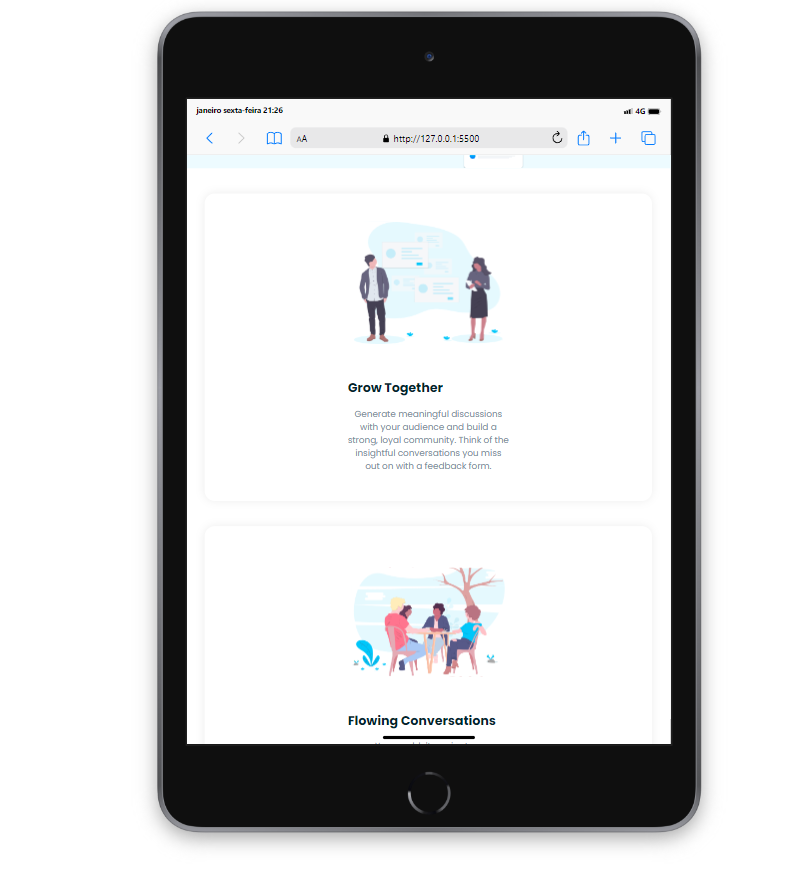 janeiro sexta-feira 21:26
4G
AA
http://127.0.0.1:5500
Grow Together
Generate meaningful discussions
with your audience and build a
strong, loyal community. Think of the
insightful conversations you miss
out on with a feedback form.
Flowing Conversations